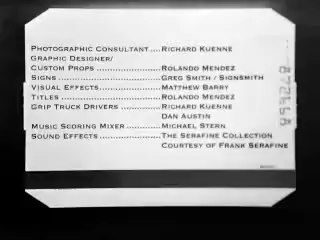 Photographic Consultant ....Richard Kuenne
Graphic Designer/
Custom Props ................Rolando Mendez
Signs ..........................Greg Smith / Signsmith
Visual Effects...............Matthew Barry
Titles .........................Rolando Mendez
Grip Truck Drivers ..........Richard Kuenne
Dan Austin
Music Scoring Mixer.........Michael Stern
Sound Effects................The Serafine Collection
Courtesy of Frank Serafine